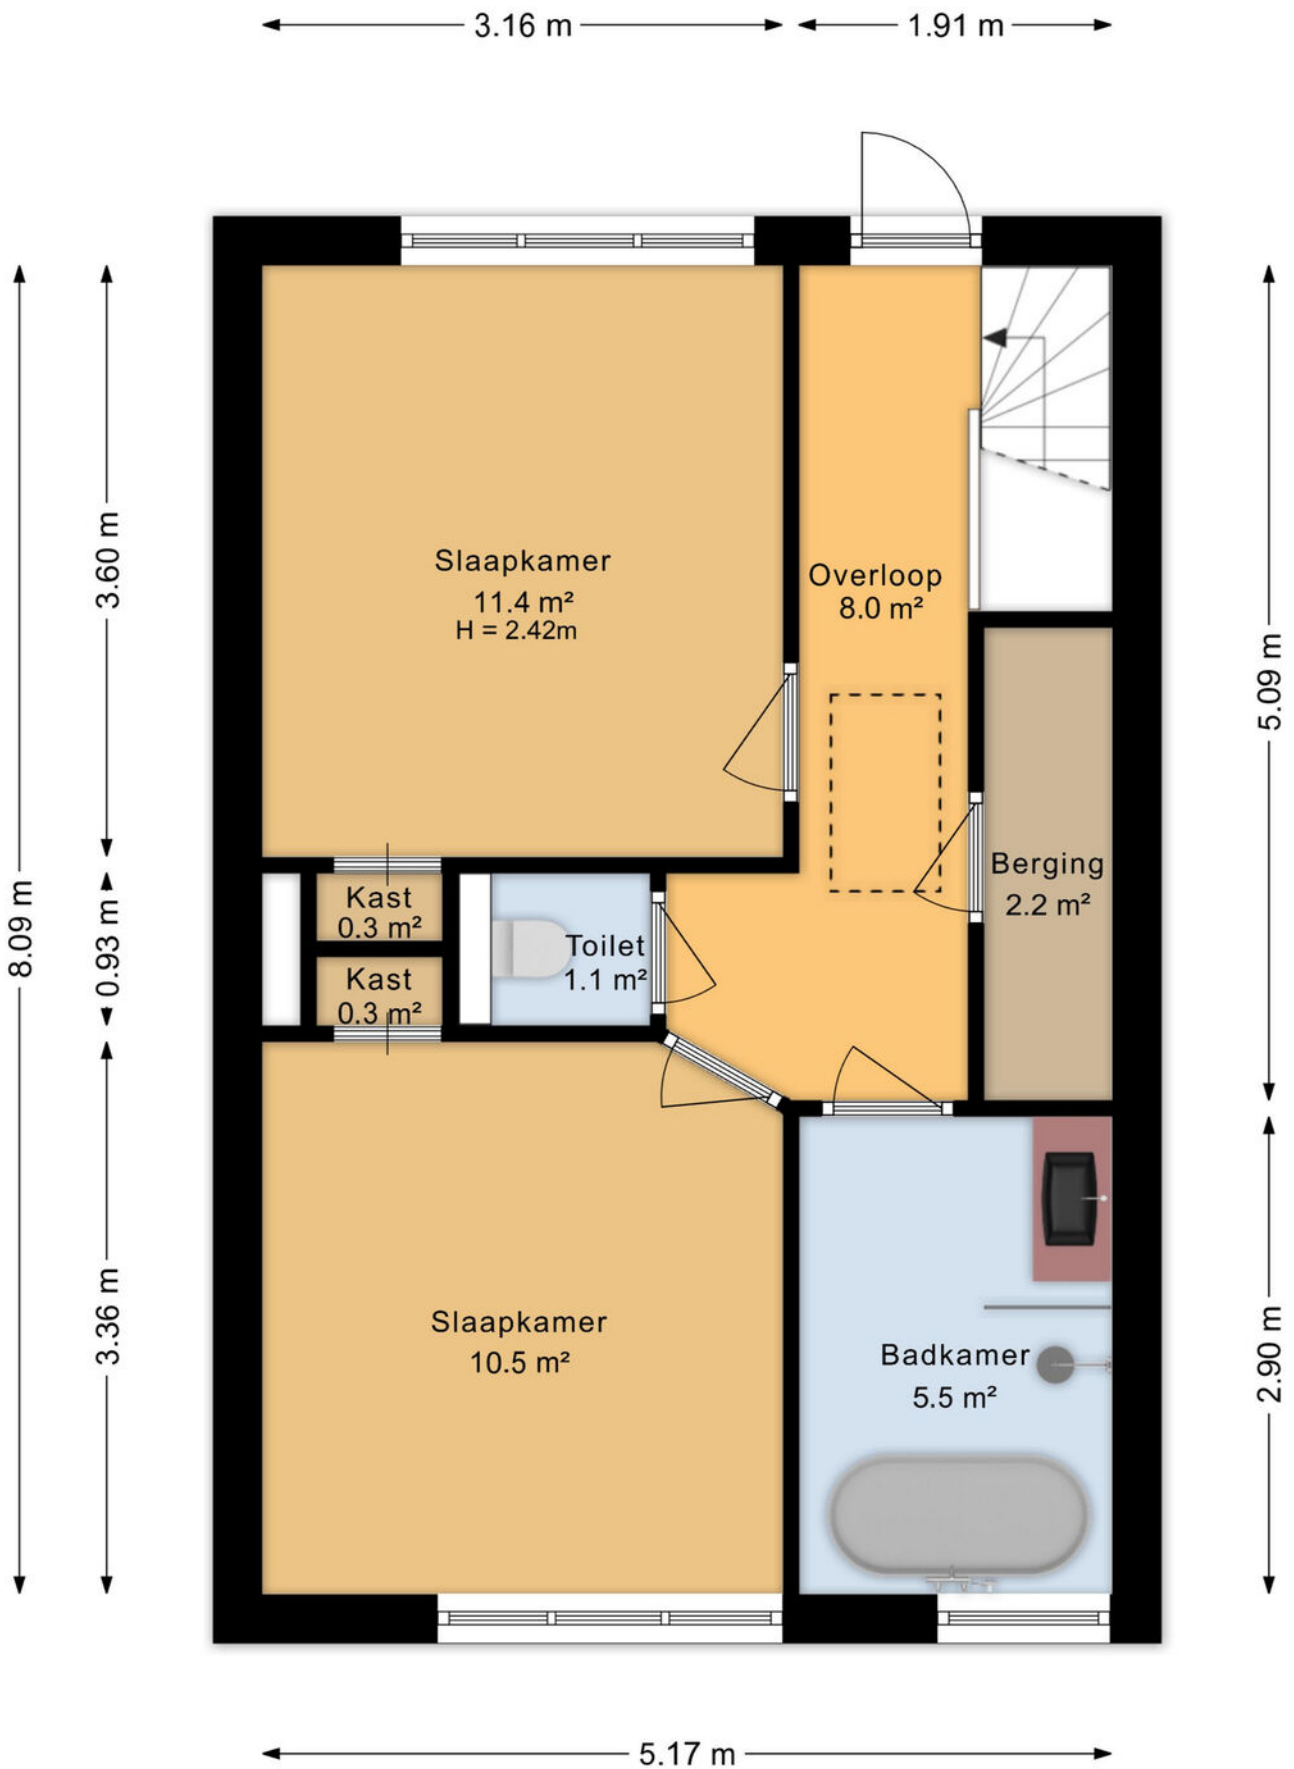 3.16 m
1.91 m
Slaapkamer
11.4 m²
H = 2.42m
Overloop
8.0 m²
3.60 m
5.09 m
8.09 m
0.93 m
Kast
0.3 m²
Kast
0.3 m²
Toilet
1.1 m²
Berging
2.2 m²
3.36 m
Slaapkamer
10.5 m²
Badkamer
5.5 m²
2.90 m
5.17 m